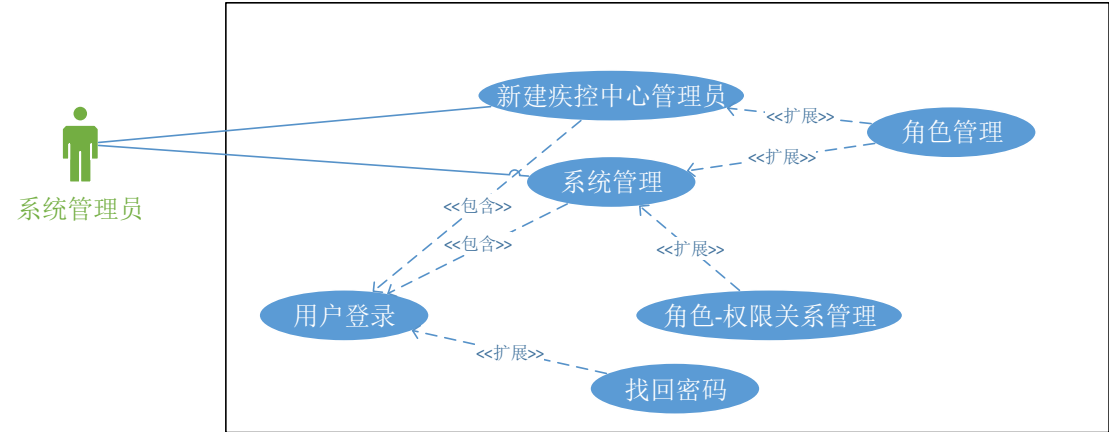 新建疾控中心管理员
<<扩展>>
角色管理
<<扩展>>
系统管理
系统管理员
<<包含>>
<<包含>>
<<扩展>>
用户登录
角色-权限关系管理
<<扩展>>
找回密码